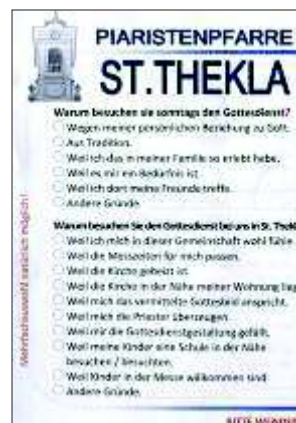 PIARISTENPFARRE
ST.THEKLA
Warum besuchen sie sonntags den Gottesdienst?
Wegen meiner persönlichen Beziehung zu Gott.
Aus Tradition.
Weil ich das in meiner Familie so erlebt habe.
Weil es mir ein Bedürfnis ist.
Weil ich dort meine Freunde treffe.
Andere Gründe.
Warum besuchen Sie den Gottesdienst bei uns in St. Thekl
Weil ich mich in dieser Gemeinschaft wohl fühle
Weil die Messzeiten für mich passen.
Weil die Kirche geheizt ist.
Weil die Kirche in der Nähe meiner Wohnung lieg
Weil mich das vermittelte Gottesbild anspricht.
Weil mich die Priester überzeugen
Weil mir die Gottesdienstgestaltung gefällt.
Weil meine Kinder eine Schule in der Nähe
besuchen / besuchten.
Weil Kinder in der Messe willkommen sind
Andere Gründe.
Mehrfachauswahl natürlich möglich!
BITTE WENDEN